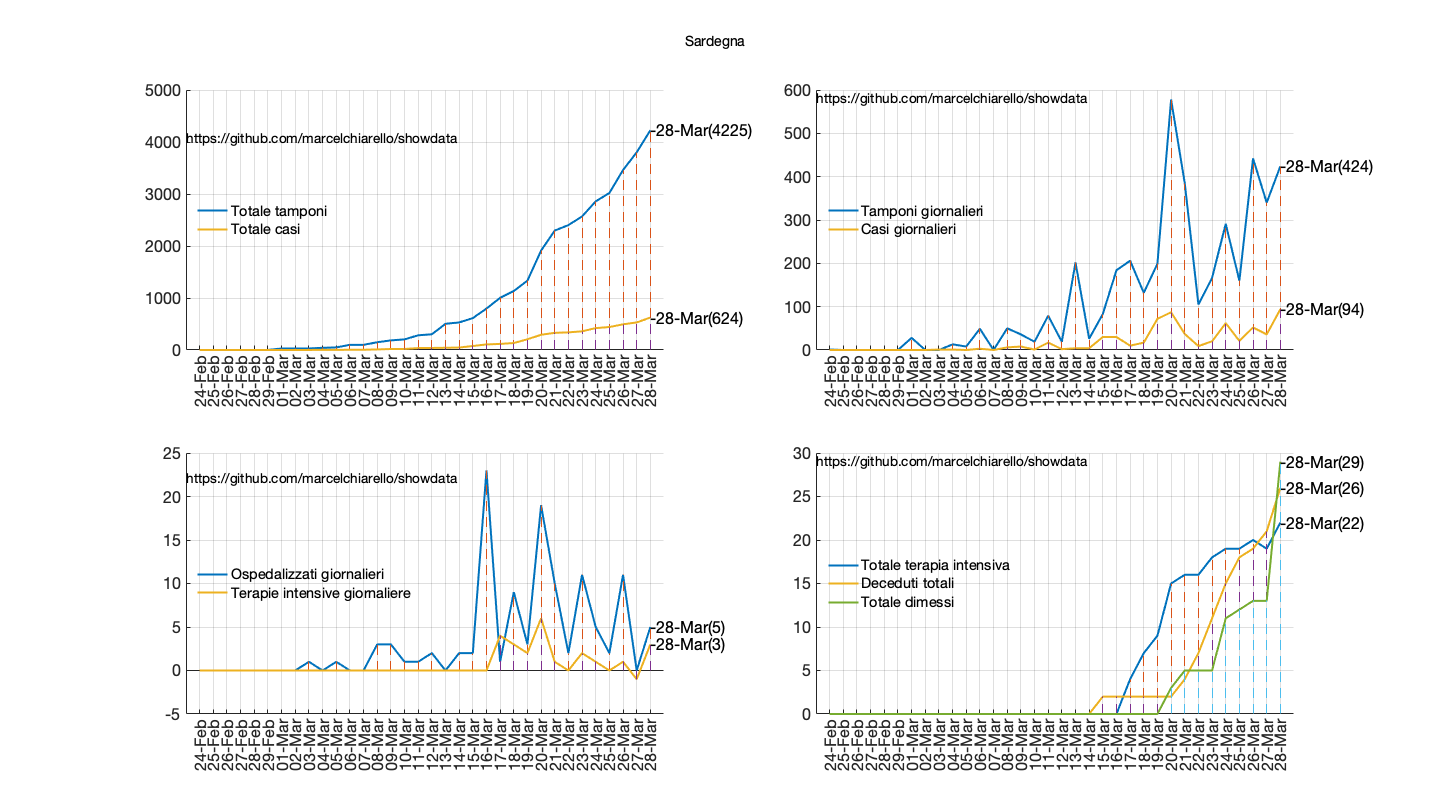 Sardegna
5000
4000
3000
2000
1000
0
https://github.com/marcelchiarello/showdata
Totale tamponi
Totale casi
28-Mar(4225)
28-Mar(624)
24-Feb
25-Feb
26-Feb
27-Feb
28-Feb
29-Feb
01-Mar
02-Mar
03-Mar
04-Mar
05-Mar
06-Mar
07-Mar
08-Mar
09-Mar
10-Mar
11-Mar
12-Mar
13-Mar
14-Mar
15-Mar
16-Mar
17-Mar
18-Mar
19-Mar
20-Mar
21-Mar
22-Mar
23-Mar
24-Mar
25-Mar
26-Mar
27-Mar
28-Mar
600
500
400
300
200
100
0
https://github.com/marcelchiarello/showdata
Tamponi giornalieri
Casi giornalieri
28-Mar(424)
28-Mar(94)
24-Feb
25-Feb
26-Feb
27-Feb
28-Feb
29-Feb
01-Mar
02-Mar
03-Mar
04-Mar
05-Mar
06-Mar
07-Mar
08-Mar
09-Mar
10-Mar
11-Mar
12-Mar
13-Mar
14-Mar
15-Mar
16-Mar
17-Mar
18-Mar
19-Mar
20-Mar
21-Mar
22-Mar
23-Mar
24-Mar
25-Mar
26-Mar
27-Mar
28-Mar
25
20
15
10
5
0
-5
https://github.com/marcelchiarello/showdata
Ospedalizzati giornalieri
Terapie intensive giornaliere
28-Mar(5)
28-Mar(3)
24-Feb
25-Feb
26-Feb
27-Feb
28-Feb
29-Feb
01-Mar
02-Mar
03-Mar
04-Mar
05-Mar
06-Mar
07-Mar
08-Mar
09-Mar
10-Mar
11-Mar
12-Mar
13-Mar
14-Mar
15-Mar
16-Mar
17-Mar
18-Mar
19-Mar
20-Mar
21-Mar
22-Mar
23-Mar
24-Mar
25-Mar
26-Mar
27-Mar
28-Mar
30
25
20
15
10
5
0
https://github.com/marcelchiarello/showdata
Totale terapia intensiva
Deceduti totali
Totale dimessi
28-Mar(29)
28-Mar(26)
28-Mar(22)
24-Feb
25-Feb
26-Feb
27-Feb
28-Feb
29-Feb
01-Mar
02-Mar
03-Mar
04-Mar
05-Mar
06-Mar
07-Mar
08-Mar
09-Mar
10-Mar
11-Mar
12-Mar
13-Mar
14-Mar
15-Mar
16-Mar
17-Mar
18-Mar
19-Mar
20-Mar
21-Mar
22-Mar
23-Mar
24-Mar
25-Mar
26-Mar
27-Mar
28-Mar